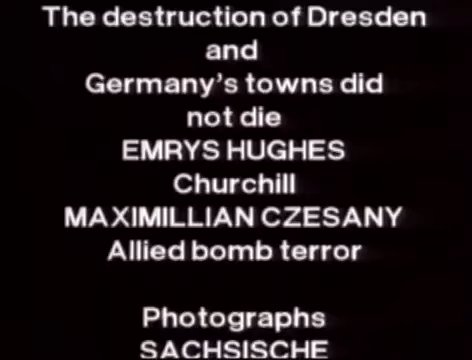 The destruction of Dresden
and
Germany's towns did
not die
EMRYS HUGHES
Churchill
MAXIMILLIAN CZESANY
Allied bomb terror
Photographs
SACHSISCHE